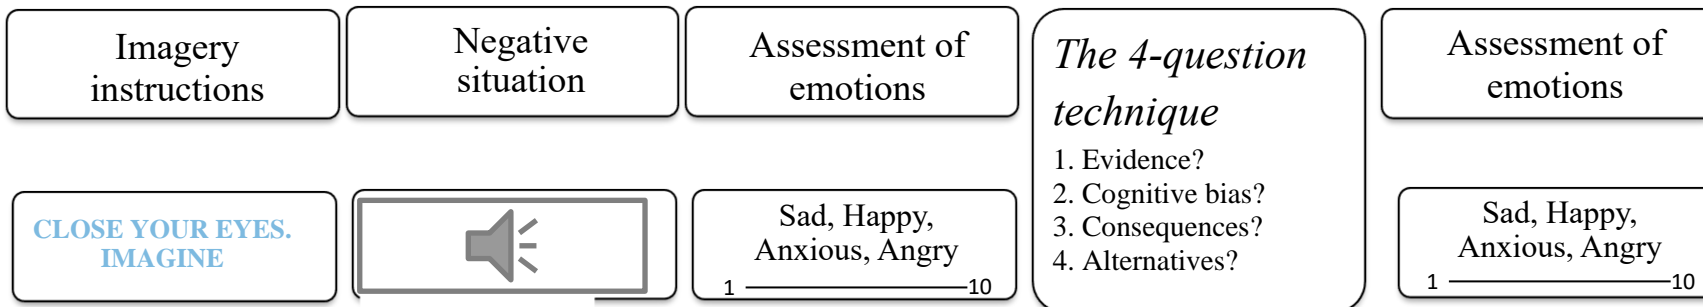 Imagery
instructions
Negative
situation
Assessment of
emotions
The 4-question
technique
1. Evidence?
2. Cognitive bias?
3. Consequences?
4. Alternatives?
Assessment of
emotions
CLOSE YOUR EYES.
IMAGINE
Sad, Happy,
Anxious, Angry
1 10
Sad, Happy,
Anxious, Angry
1 10